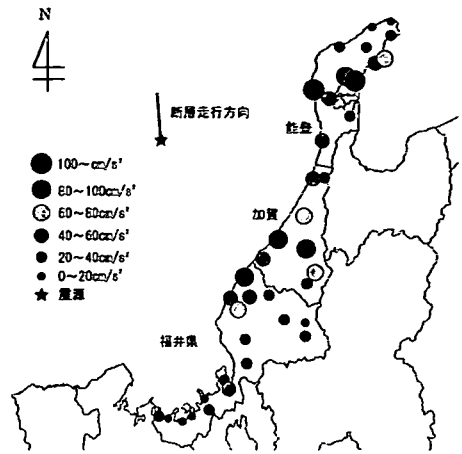 N
断層走行方向
能登
100～cm/s²
80～100cm/s²
60～80cm/s²
40～60cm/s²
20～40cm/s²
0～20cm/s²
震源
加賀
福井県